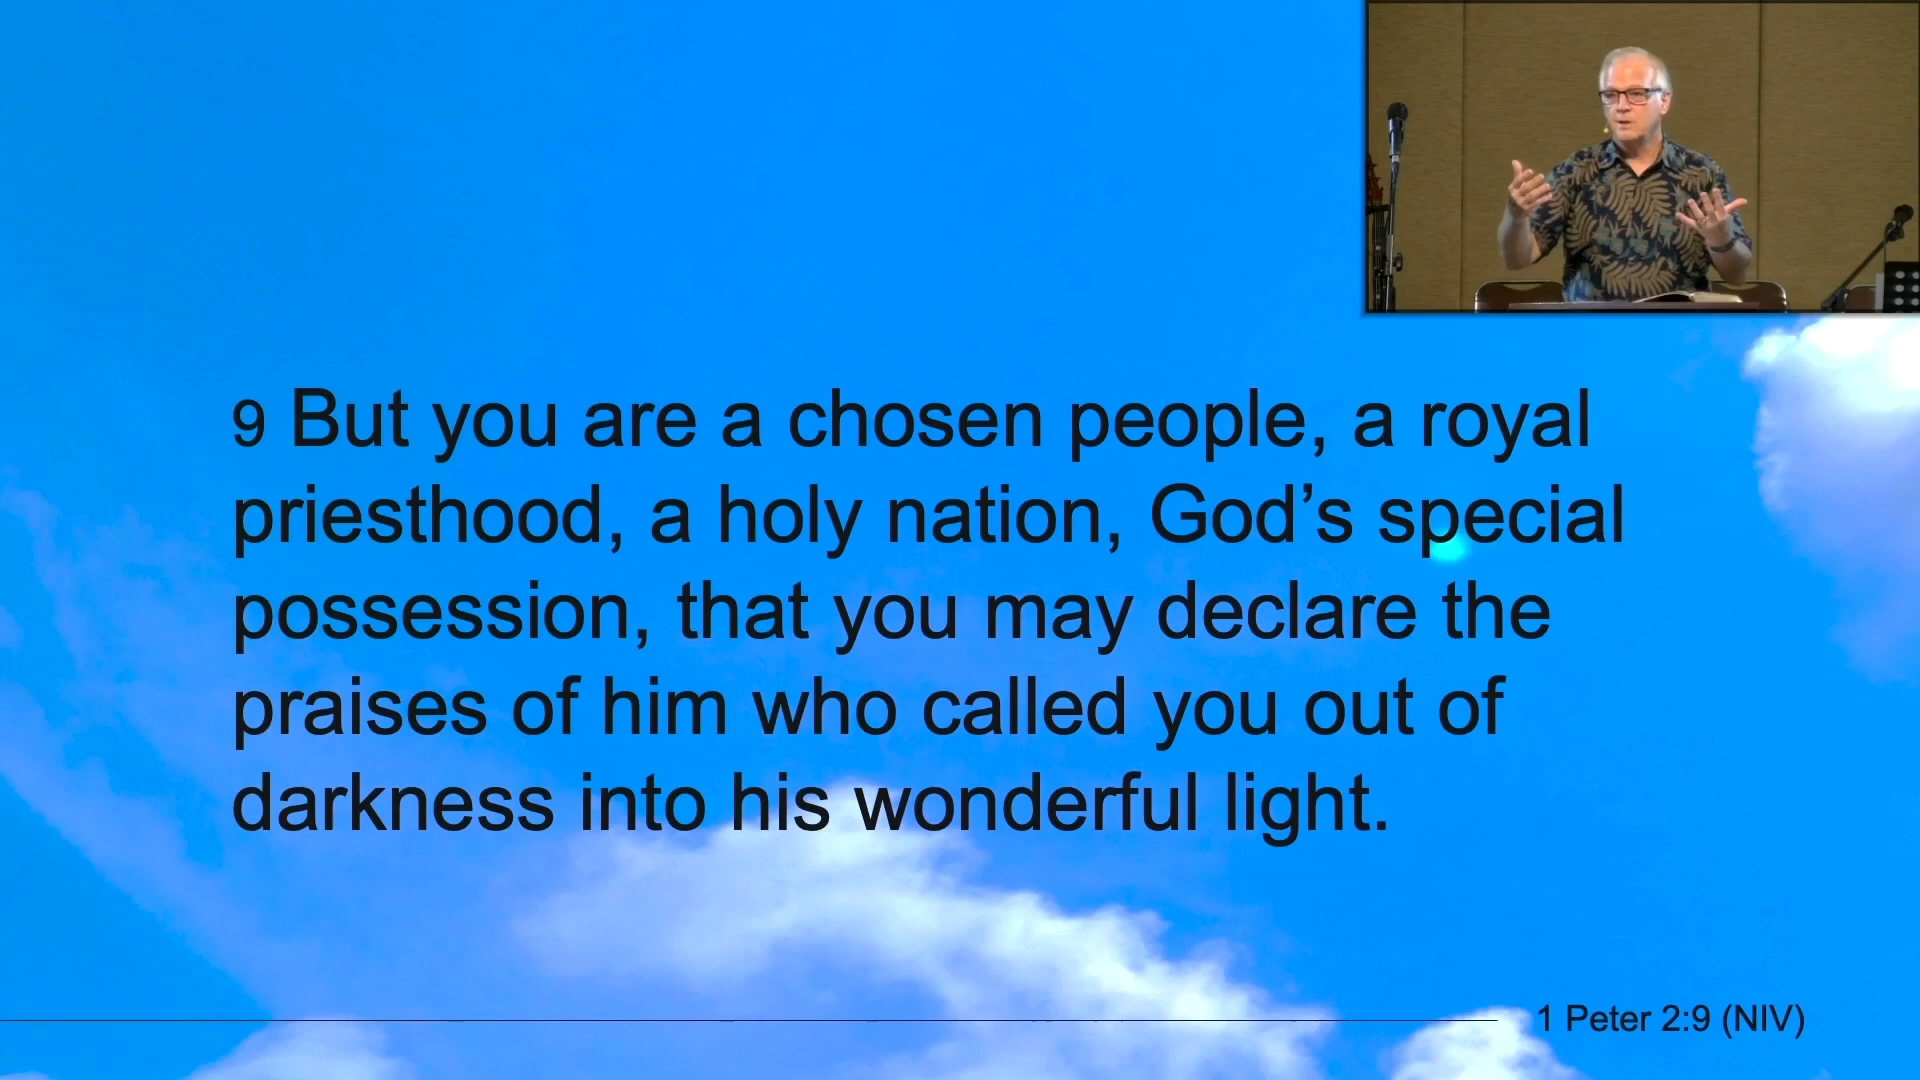 9 But you are a chosen people, a royal
priesthood, a holy nation, God’s special
possession, that you may declare the
praises of him who called you out of
darkness into his wonderful light.
1 Peter 2:9 (NIV)